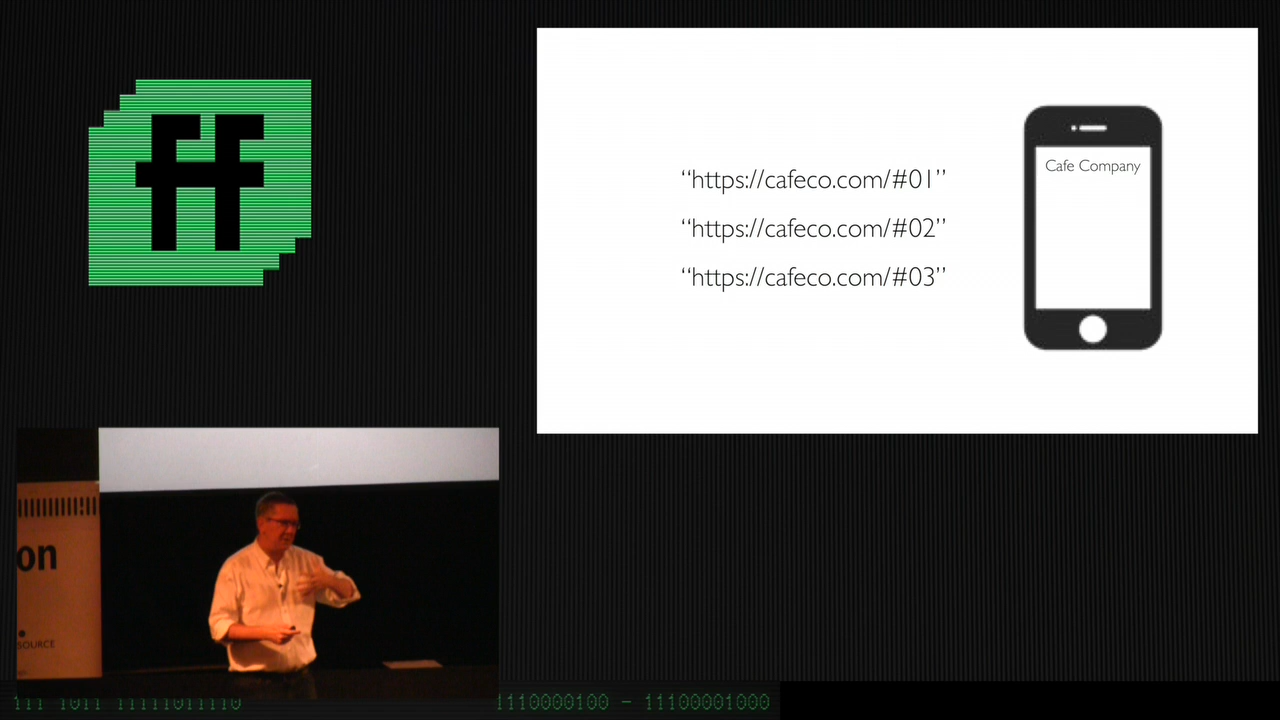 ff
“https://cafeco.com/#01”
“https://cafeco.com/#02”
“https://cafeco.com/#03”
Cafe Company
on
SOURCE
111 1011 11111011110
1110000100 - 11100001000